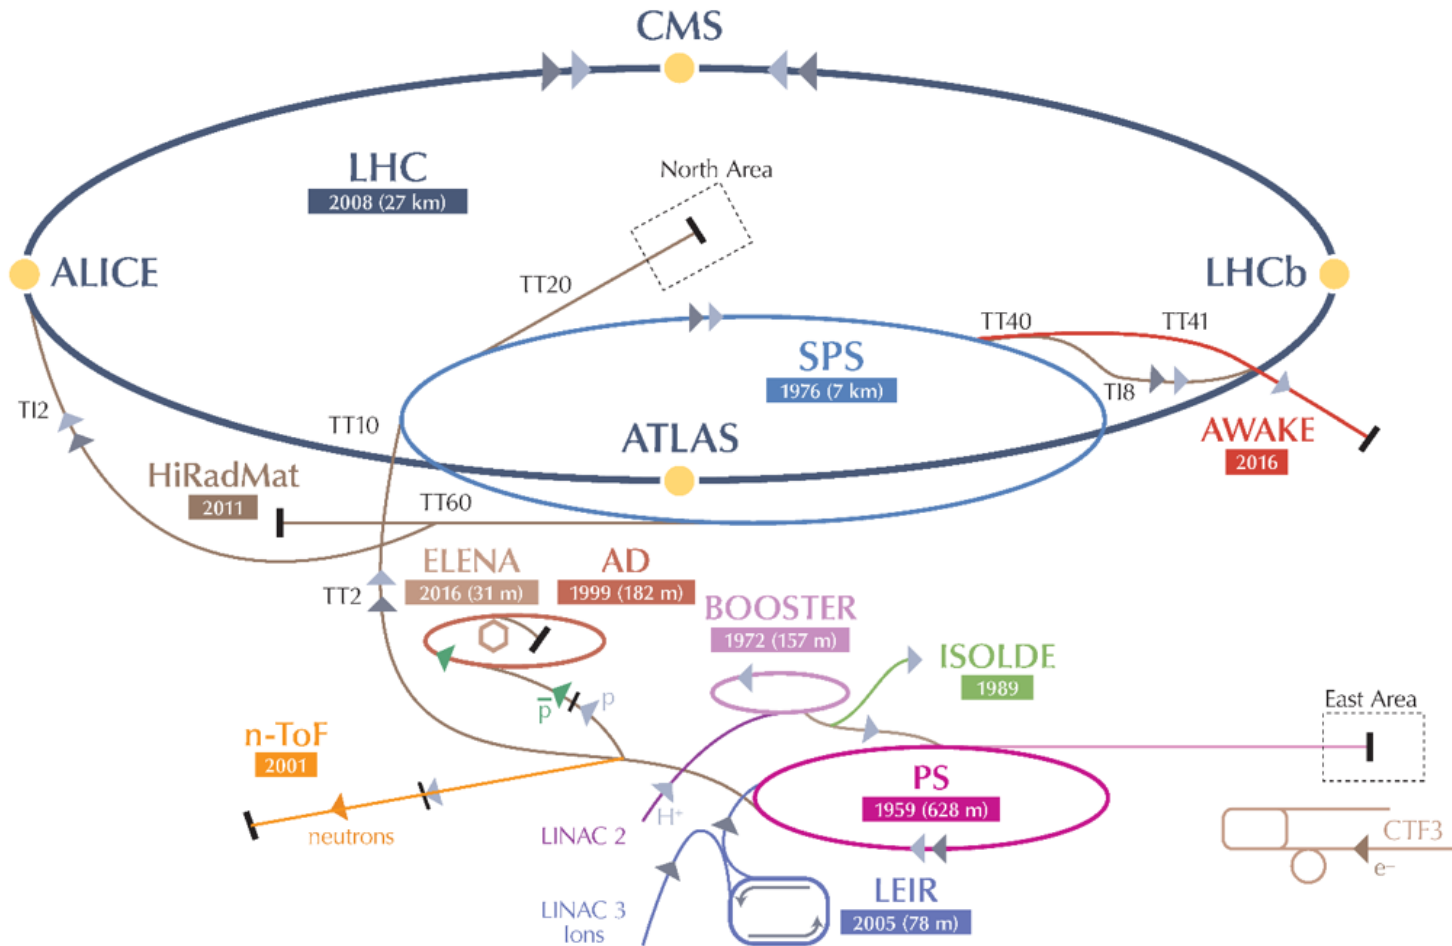 CMS
LHC
2008 (27 km)
North Area
ALICE
LHCb
TT20
TT40
TT41
SPS
1976 (7 km)
TI8
TI2
TT10
ATLAS
AWAKE
2016
HiRadMat
2011
TT60
ELENA
2016 (31 m)
AD
1999 (182 m)
TT2
BOOSTER
1972 (157 m)
ISOLDE
1989
p̅
p
East Area
n-ToF
2001
PS
1959 (628 m)
neutrons
H⁺
LINAC 2
CTF3
e⁻
LEIR
2005 (78 m)
LINAC 3
Ions